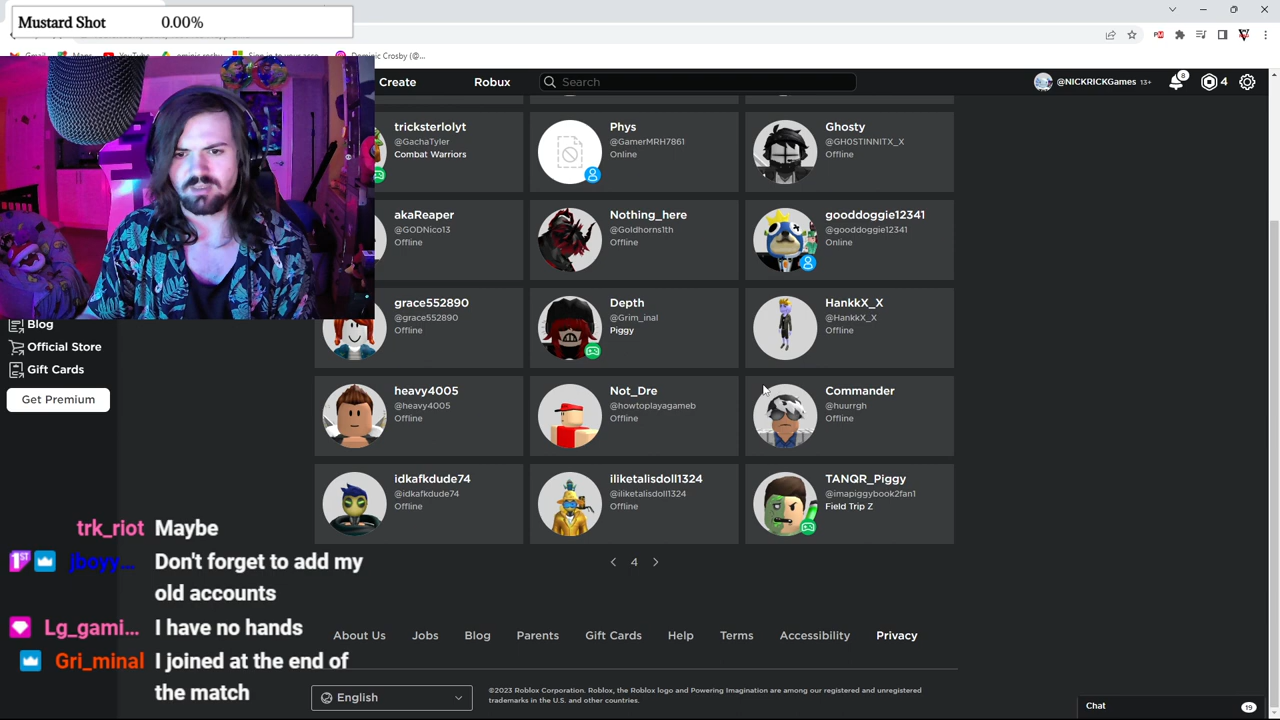 Mustard Shot 0.00%
Create Robux Search @NICKRICKGames 13+ 8 4
tricksterlolyt
@GachaTyler
Combat Warriors
Phys
@GamerMRH7861
Online
Ghosty
@GH0STINNITX_X
Offline
akaReaper
@GODNico13
Offline
Nothing_here
@Goldhorns1th
Offline
gooddoggie12341
@gooddoggie12341
Online
grace552890
@grace552890
Offline
Depth
@Grim_inal
Piggy
HankkX_X
@HankkX_X
Offline
Blog
Official Store
Gift Cards
Get Premium
heavy4005
@heavy4005
Offline
Not_Dre
@howtoplayagameb
Offline
Commander
@huurrgh
Offline
idkafkdude74
@idkafkdude74
Offline
iliketalisdoll1324
@iliketalisdoll1324
Offline
TANQR_Piggy
@imapiggybook2fan1
Field Trip Z
4
trk_riot Maybe
1ST jboyy... Don't forget to add my
old accounts
Lg_gami... I have no hands
Gri_minal I joined at the end of
the match
About Us Jobs Blog Parents Gift Cards Help Terms Accessibility Privacy
English
©2023 Roblox Corporation. Roblox, the Roblox logo and Powering Imagination are among our registered and unregistered
trademarks in the U.S. and other countries.
Chat 19